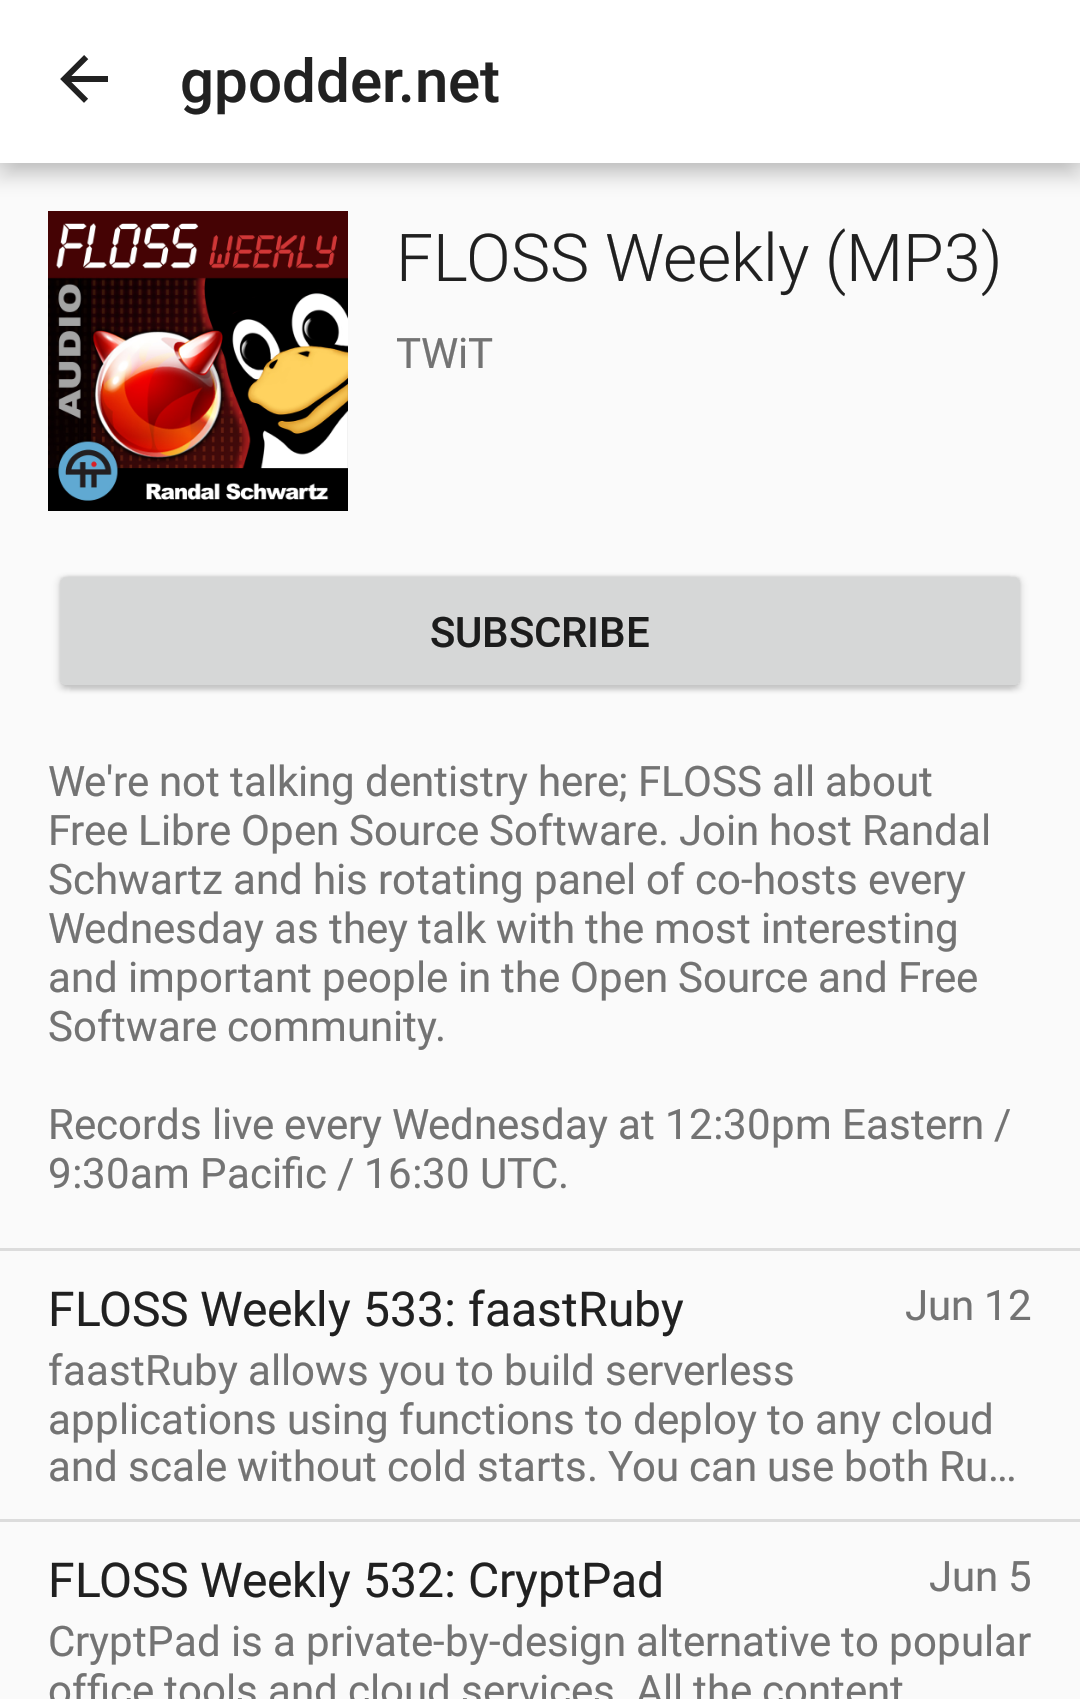 gpodder.net
FLOSS WEEKLY
AUDIO
Randal Schwartz
FLOSS Weekly (MP3)
TWiT
SUBSCRIBE
We're not talking dentistry here; FLOSS all about
Free Libre Open Source Software. Join host Randal
Schwartz and his rotating panel of co-hosts every
Wednesday as they talk with the most interesting
and important people in the Open Source and Free
Software community.
Records live every Wednesday at 12:30pm Eastern /
9:30am Pacific / 16:30 UTC.
FLOSS Weekly 533: faastRuby
Jun 12
faastRuby allows you to build serverless
applications using functions to deploy to any cloud
and scale without cold starts. You can use both Ru...
FLOSS Weekly 532: CryptPad
Jun 5
CryptPad is a private-by-design alternative to popular
office tools and cloud services. All the content